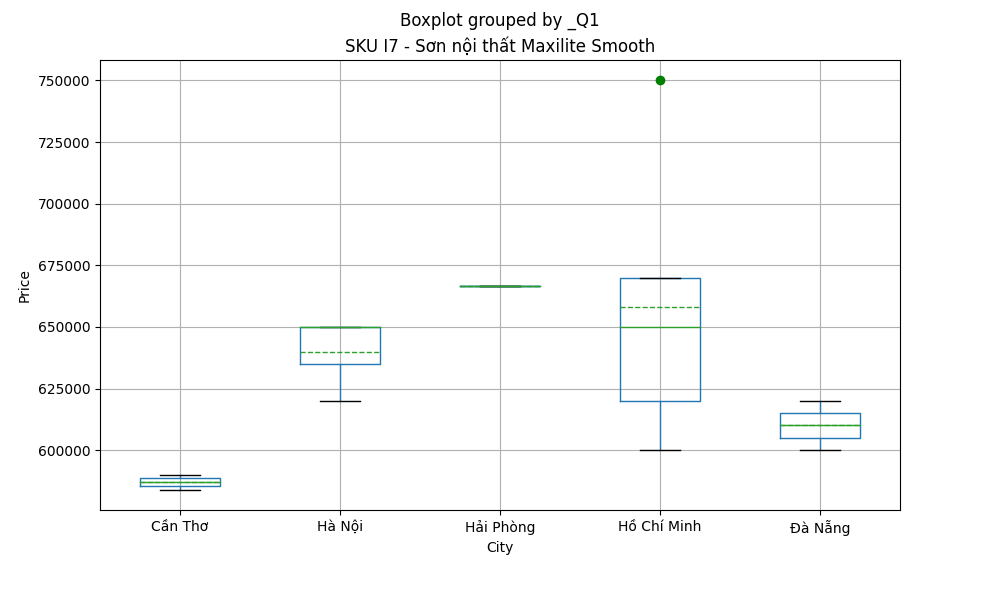 Boxplot grouped by _Q1
SKU I7 - Sơn nội thất Maxilite Smooth
750000
725000
700000
675000
650000
625000
600000
Price
Cần Thơ
Hà Nội
Hải Phòng
Hồ Chí Minh
Đà Nẵng
City